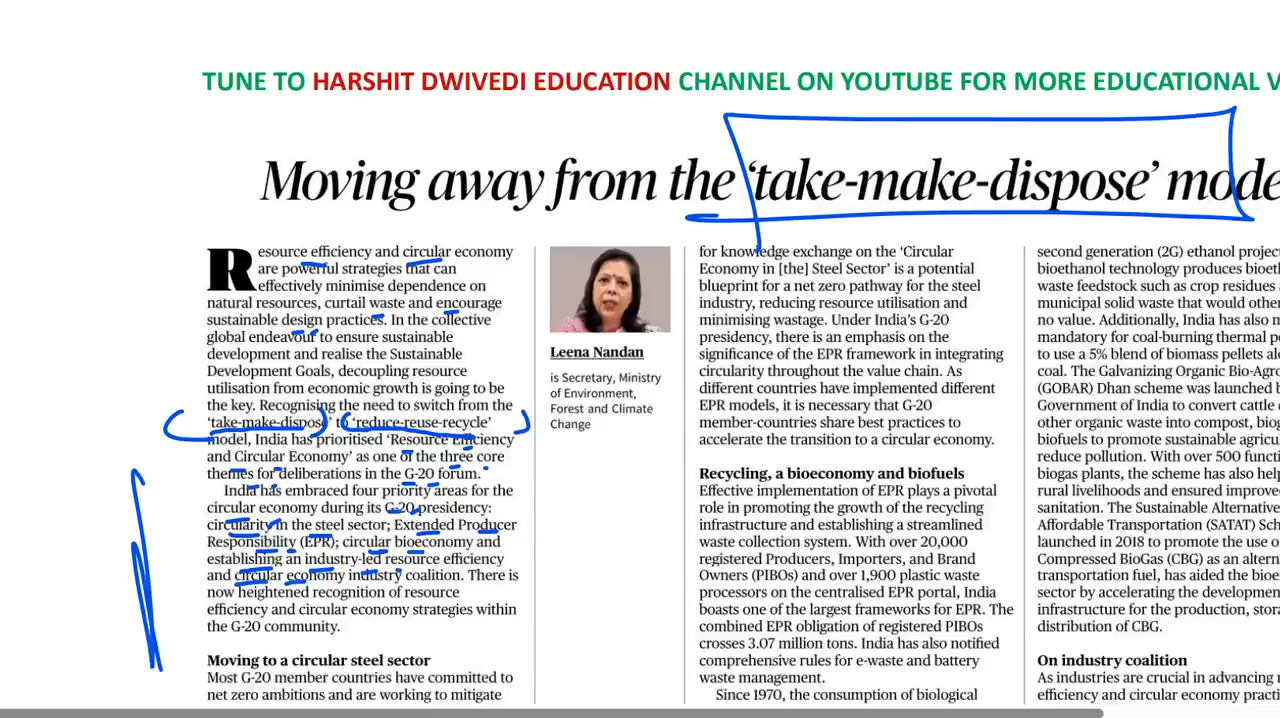 TUNE TO HARSHIT DWIVEDI EDUCATION CHANNEL ON YOUTUBE FOR MORE EDUCATIONAL V
Moving away from the ‘take-make-dispose’ mode
Resource efficiency and circular economy
are powerful strategies that can
effectively minimise dependence on
natural resources, curtail waste and encourage
sustainable design practices. In the collective
global endeavour to ensure sustainable
development and realise the Sustainable
Development Goals, decoupling resource
utilisation from economic growth is going to be
the key. Recognising the need to switch from the
‘take-make-dispose’ to ‘reduce-reuse-recycle’
model, India has prioritised ‘Resource Efficiency
and Circular Economy’ as one of the three core
themes for deliberations in the G-20 forum.
India has embraced four priority areas for the
circular economy during its G-20 presidency:
circularity in the steel sector; Extended Producer
Responsibility (EPR); circular bioeconomy and
establishing an industry-led resource efficiency
and circular economy industry coalition. There is
now heightened recognition of resource
efficiency and circular economy strategies within
the G-20 community.
Moving to a circular steel sector
Most G-20 member countries have committed to
net zero ambitions and are working to mitigate
Leena Nandan
is Secretary, Ministry
of Environment,
Forest and Climate
Change
for knowledge exchange on the ‘Circular
Economy in [the] Steel Sector’ is a potential
blueprint for a net zero pathway for the steel
industry, reducing resource utilisation and
minimising wastage. Under India’s G-20
presidency, there is an emphasis on the
significance of the EPR framework in integrating
circularity throughout the value chain. As
different countries have implemented different
EPR models, it is necessary that G-20
member-countries share best practices to
accelerate the transition to a circular economy.
Recycling, a bioeconomy and biofuels
Effective implementation of EPR plays a pivotal
role in promoting the growth of the recycling
infrastructure and establishing a streamlined
waste collection system. With over 20,000
registered Producers, Importers, and Brand
Owners (PIBOs) and over 1,900 plastic waste
processors on the centralised EPR portal, India
boasts one of the largest frameworks for EPR. The
combined EPR obligation of registered PIBOs
crosses 3.07 million tons. India has also notified
comprehensive rules for e-waste and battery
waste management.
Since 1970, the consumption of biological
second generation (2G) ethanol projec
bioethanol technology produces bioeth
waste feedstock such as crop residues
municipal solid waste that would other
no value. Additionally, India has also m
mandatory for coal-burning thermal p
to use a 5% blend of biomass pellets al
coal. The Galvanizing Organic Bio-Agro
(GOBAR) Dhan scheme was launched b
Government of India to convert cattle
other organic waste into compost, biog
biofuels to promote sustainable agricul
reduce pollution. With over 500 functi
biogas plants, the scheme has also help
rural livelihoods and ensured improve
sanitation. The Sustainable Alternative
Affordable Transportation (SATAT) Sch
launched in 2018 to promote the use o
Compressed BioGas (CBG) as an altern
transportation fuel, has aided the bioe
sector by accelerating the developmen
infrastructure for the production, stora
distribution of CBG.
On industry coalition
As industries are crucial in advancing r
efficiency and circular economy practi